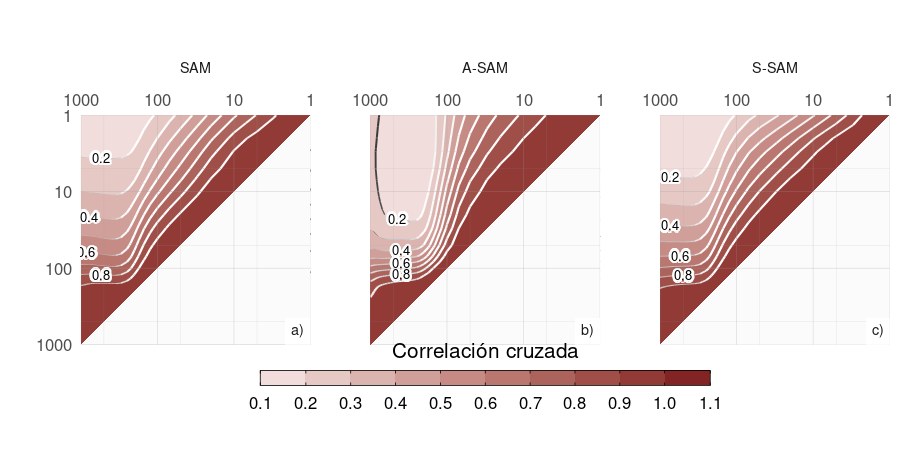 SAM A-SAM S-SAM
1000 100 10 1 1000 100 10 1 1000 100 10 1
1
0.2 0.2 0.2
10
0.4 0.4 0.4
0.6 0.6 0.6
100 0.8 0.8 0.8
1000 a) b) c)
Correlación cruzada
0.1 0.2 0.3 0.4 0.5 0.6 0.7 0.8 0.9 1.0 1.1